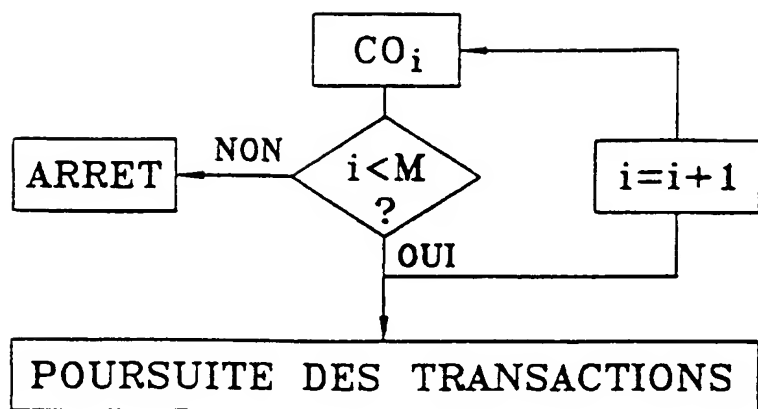 COi
NON
ARRET
i<M
?
i=i+1
OUI
POURSUITE DES TRANSACTIONS